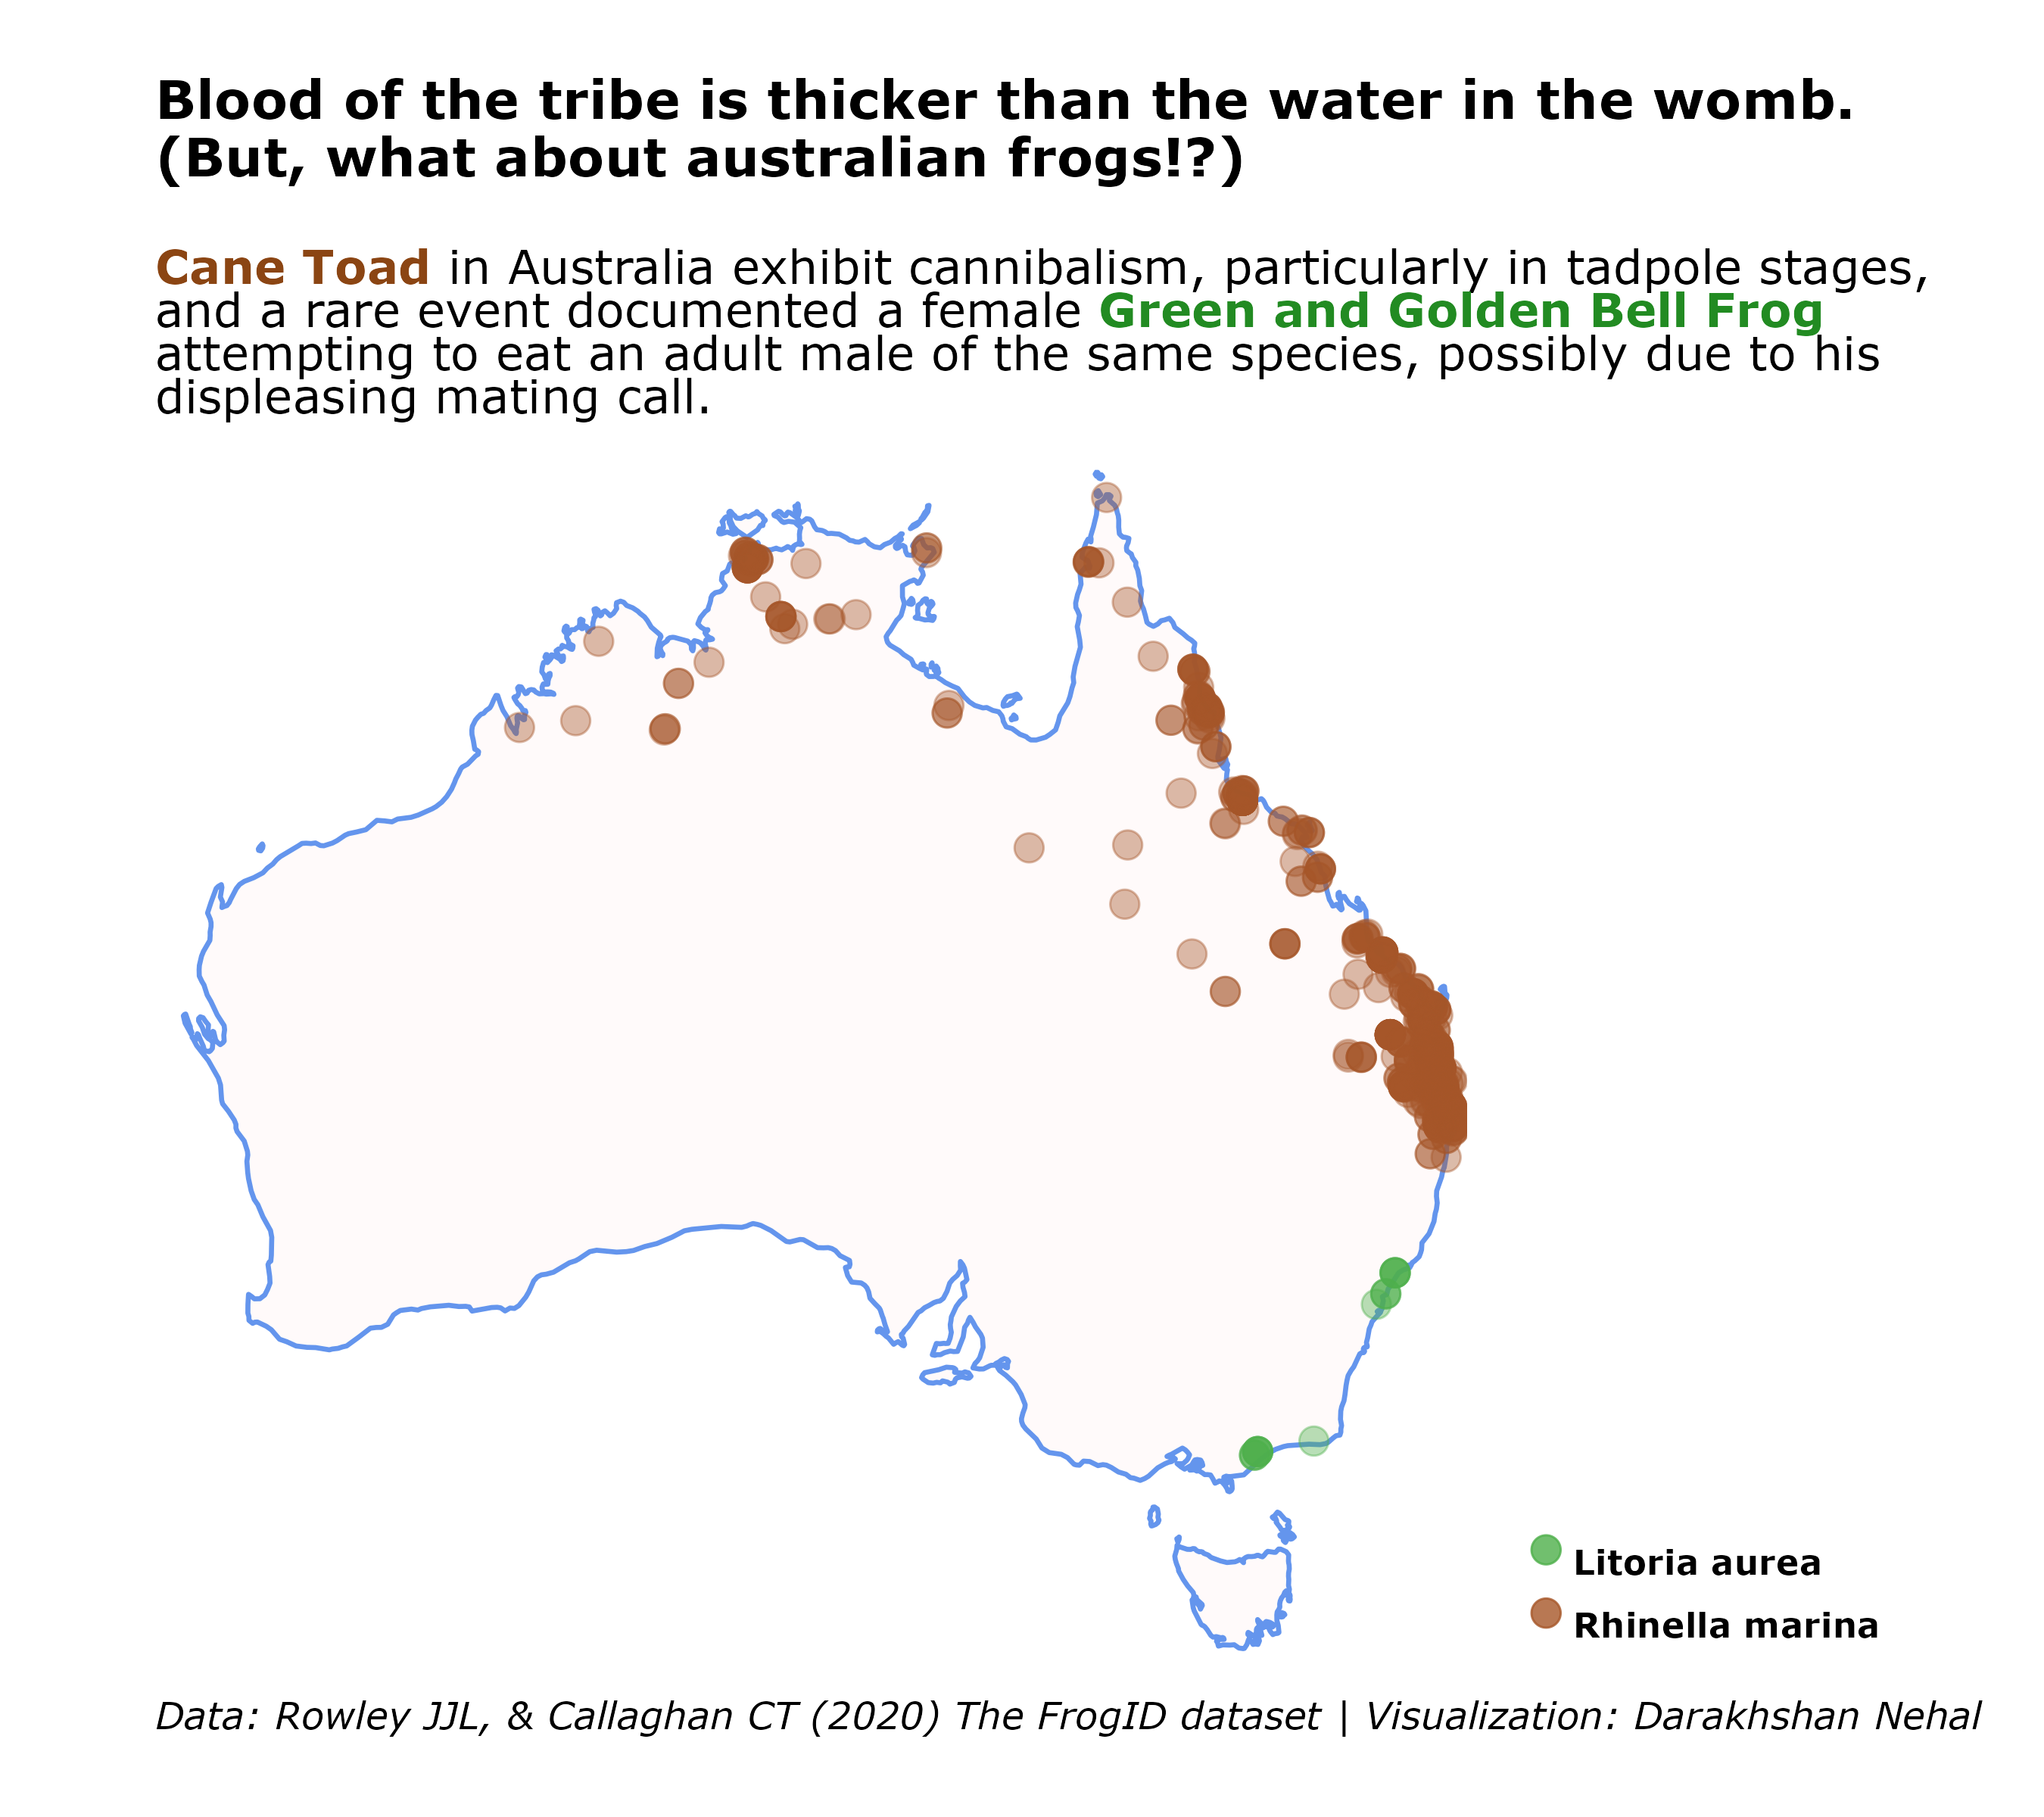 Blood of the tribe is thicker than the water in the womb.
(But, what about australian frogs!?)
Cane Toad in Australia exhibit cannibalism, particularly in tadpole stages,
and a rare event documented a female Green and Golden Bell Frog
attempting to eat an adult male of the same species, possibly due to his
displeasing mating call.
Litoria aurea
Rhinella marina
Data: Rowley JJL, & Callaghan CT (2020) The FrogID dataset | Visualization: Darakhshan Nehal